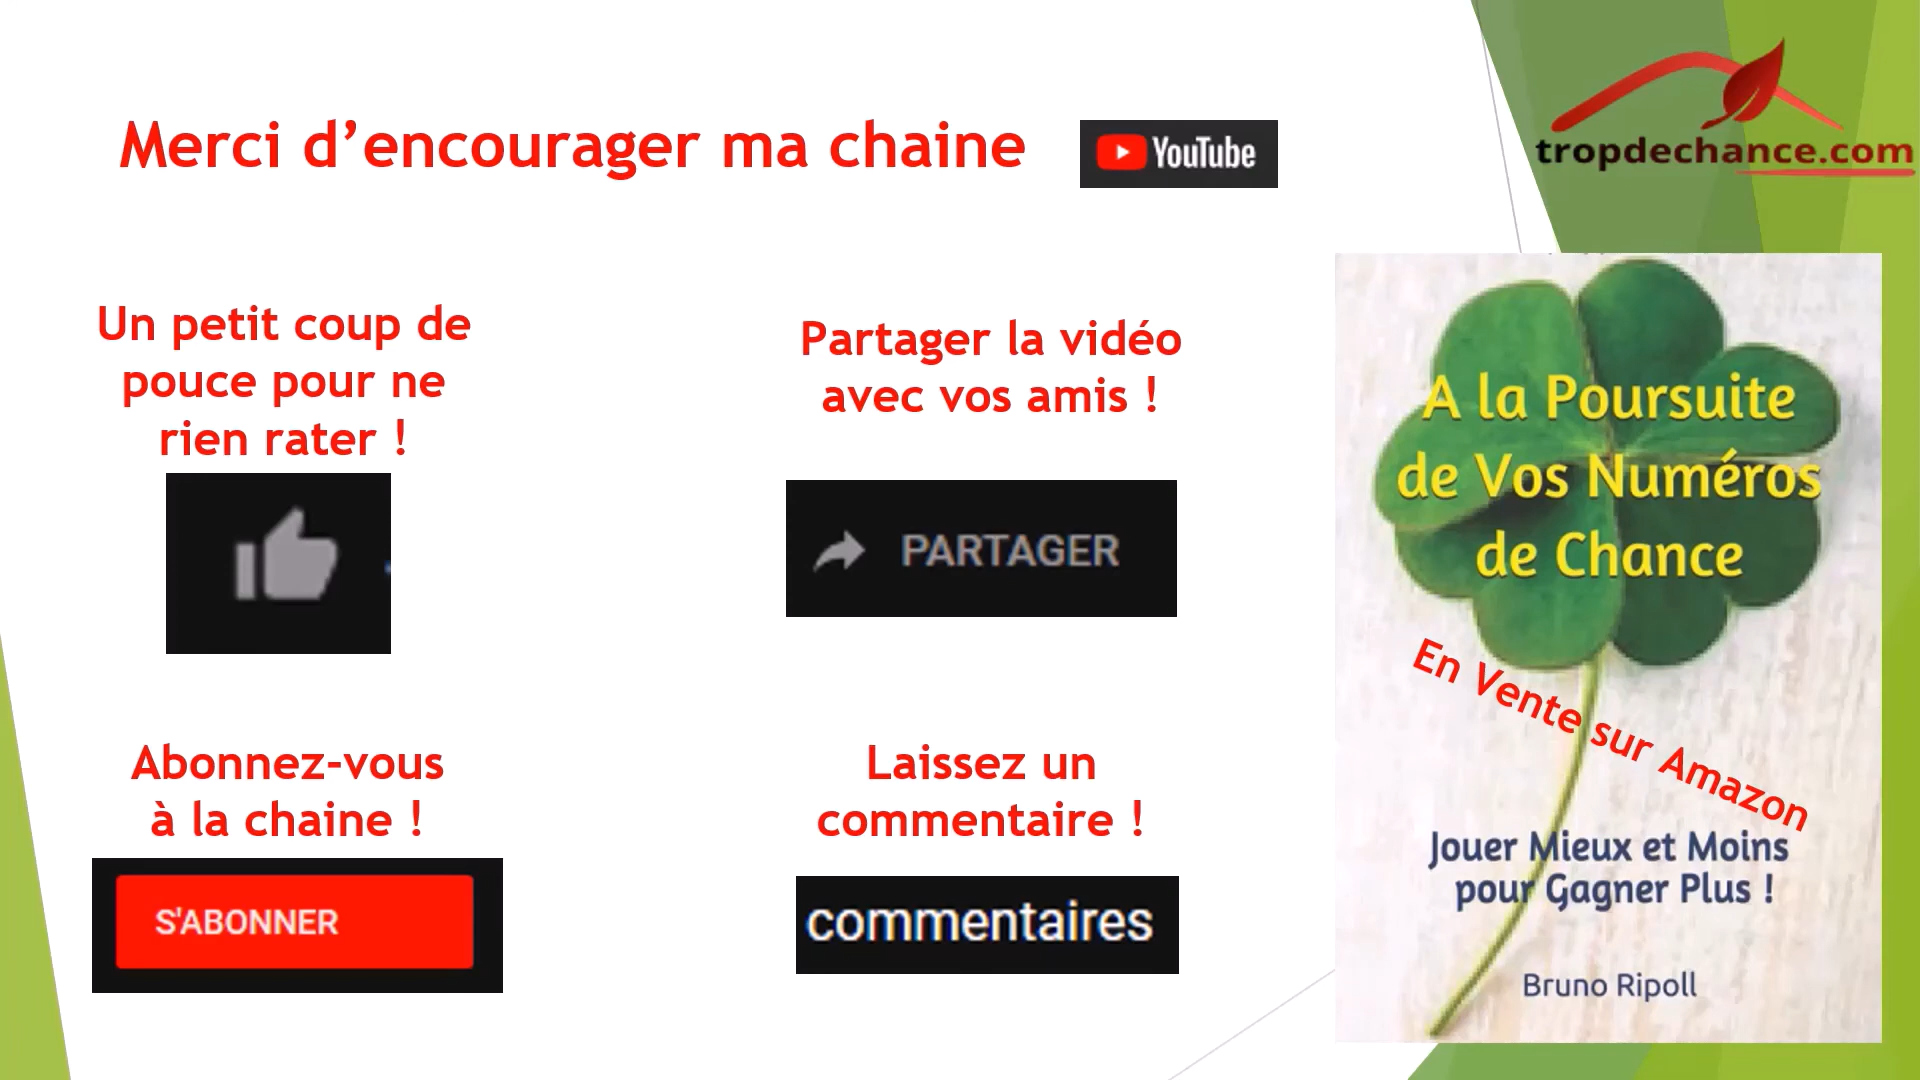 Merci d’encourager ma chaine
YouTube
tropdechance.com
Un petit coup de
pouce pour ne
rien rater !
Partager la vidéo
avec vos amis !
PARTAGER
Abonnez-vous
à la chaine !
S'ABONNER
Laissez un
commentaire !
commentaires
A la Poursuite
de Vos Numéros
de Chance
En Vente sur Amazon
Jouer Mieux et Moins
pour Gagner Plus !
Bruno Ripoll